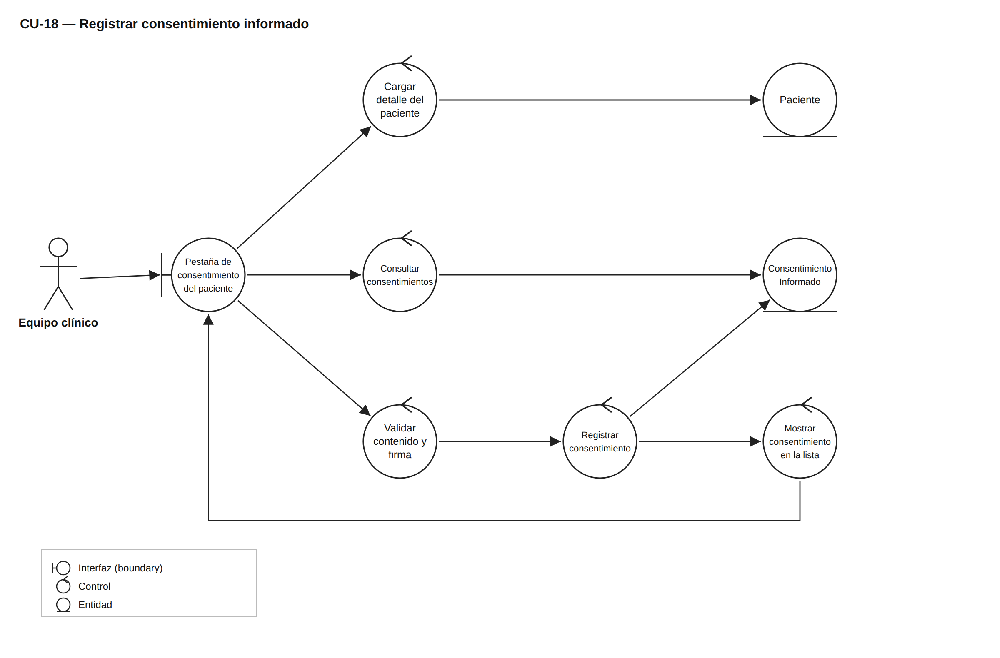 CU-18 — Registrar consentimiento informado
Cargar
detalle del
paciente
Paciente
Pestaña de
consentimiento
del paciente
Consultar
consentimientos
Consentimiento
Informado
Equipo clínico
Validar
contenido y
firma
Registrar
consentimiento
Mostrar
consentimiento
en la lista
Interfaz (boundary)
Control
Entidad